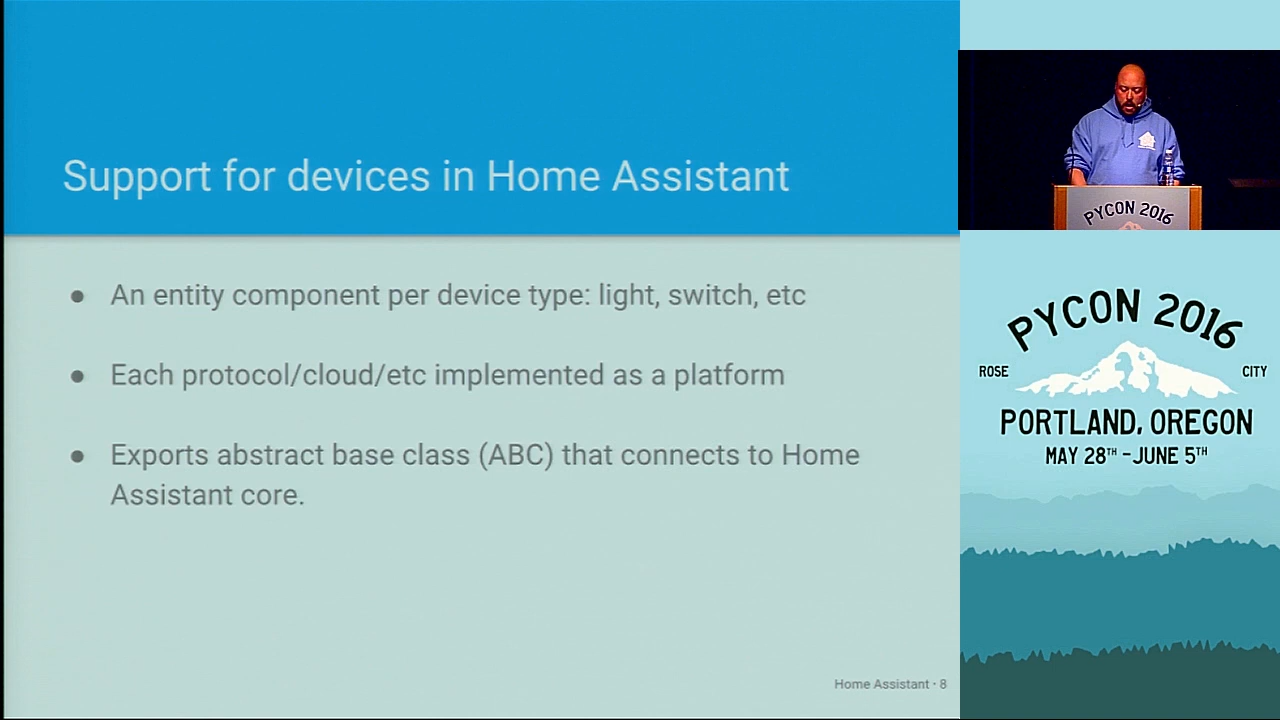 Support for devices in Home Assistant
● An entity component per device type: light, switch, etc
● Each protocol/cloud/etc implemented as a platform
● Exports abstract base class (ABC) that connects to Home
Assistant core.
Home Assistant · 8
PYCON 2016
PYCON 2016
ROSE CITY
PORTLAND, OREGON
MAY 28TH - JUNE 5TH